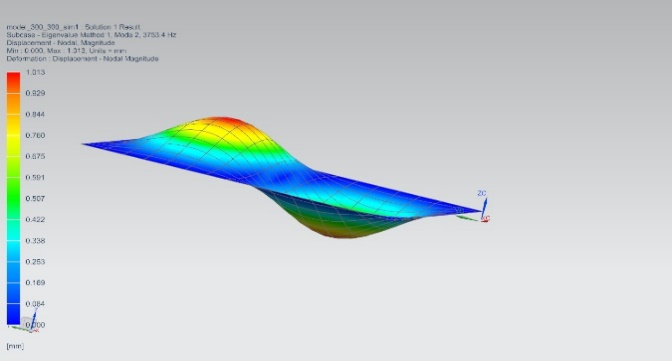 model_300_300_sim1 : Solution 1 Result
Subcase - Eigenvalue Method 1, Mode 2, 3753.4 Hz
Displacement - Nodal, Magnitude
Min : 0.000, Max : 1.013, Units = mm
Deformation : Displacement - Nodal Magnitude
1.013
0.929
0.844
0.760
0.675
0.591
0.507
0.422
0.338
0.253
0.169
0.084
0.000
[mm]
ZC
XC